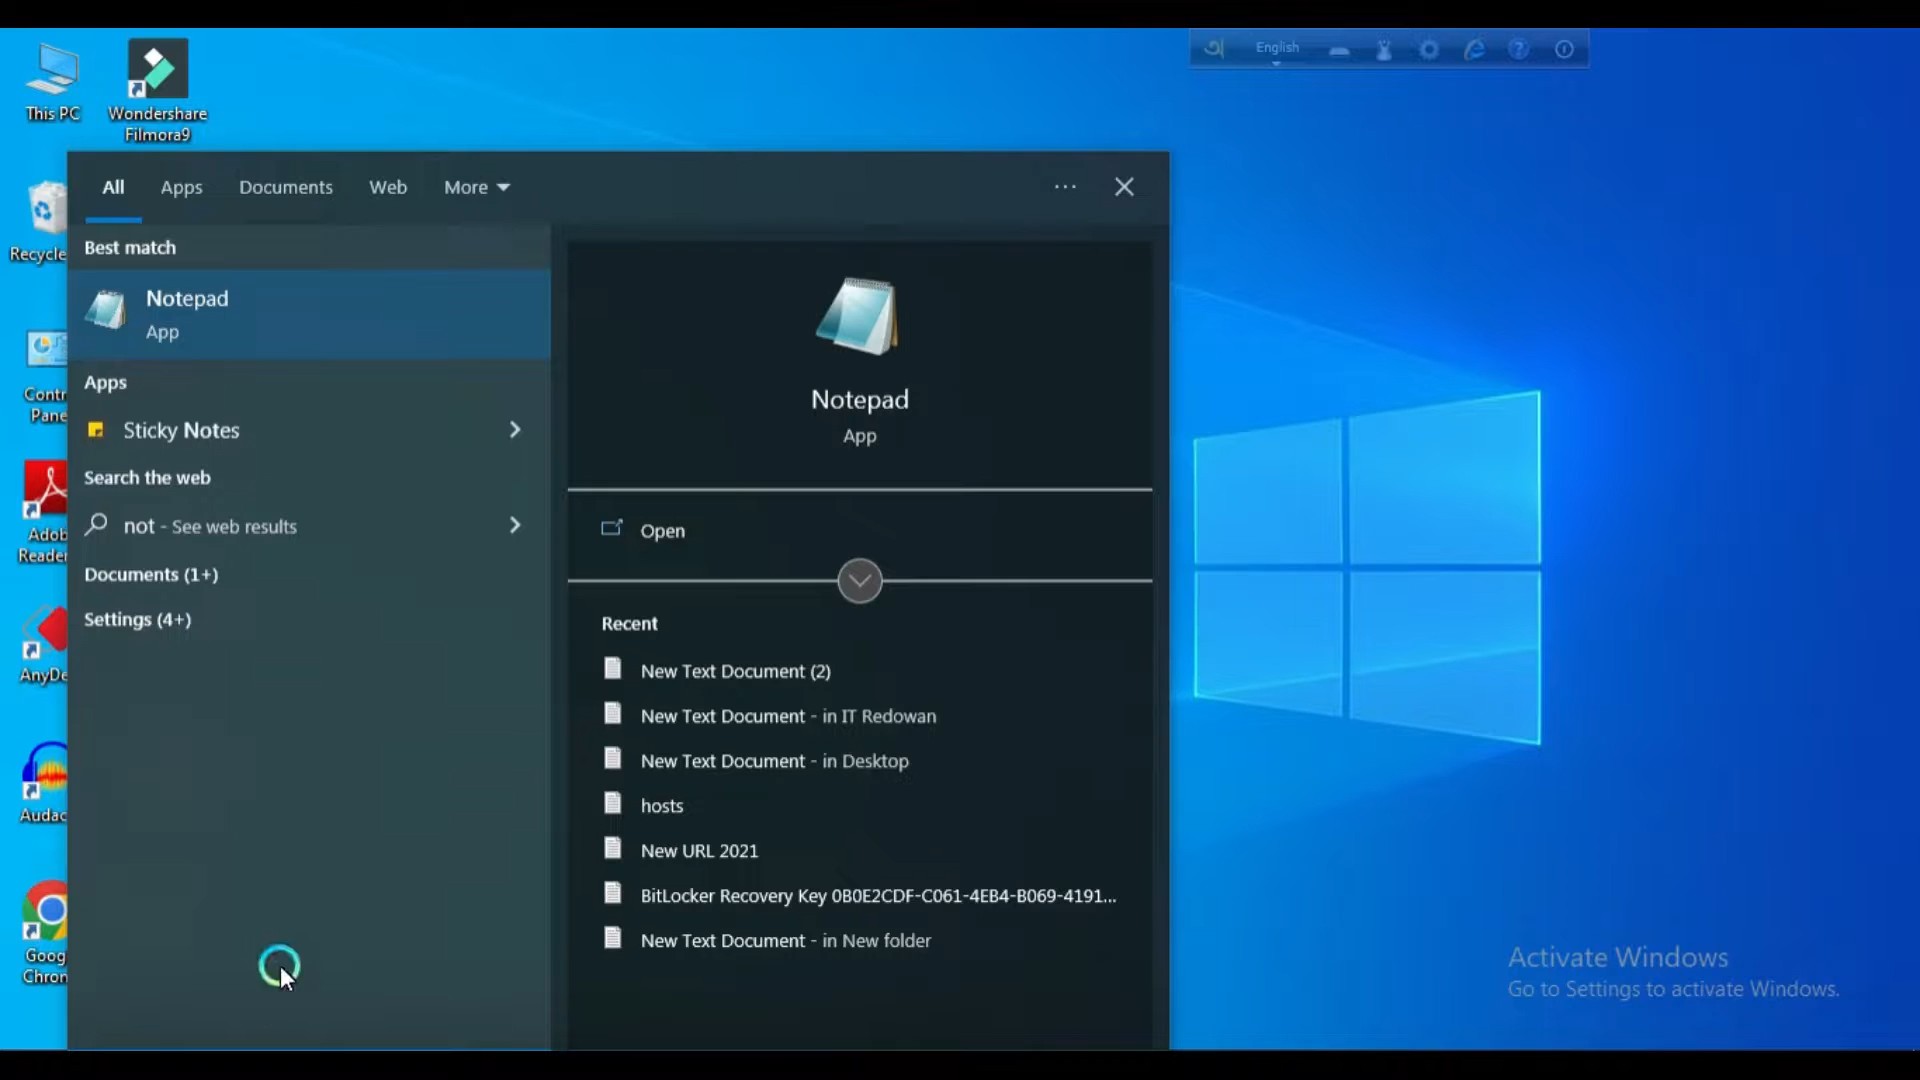 English
This PC
Wondershare
Filmora9
All Apps Documents Web More
Best match
Notepad
App
Apps
Sticky Notes
Search the web
not - See web results
Documents (1+)
Settings (4+)
Notepad
App
Open
Recent
New Text Document (2)
New Text Document - in IT Redowan
New Text Document - in Desktop
hosts
New URL 2021
BitLocker Recovery Key 0B0E2CDF-C061-4EB4-B069-4191...
New Text Document - in New folder
Recycle
Contr
Pane
Adob
Reader
AnyDe
Audac
Goog
Chron
Activate Windows
Go to Settings to activate Windows.